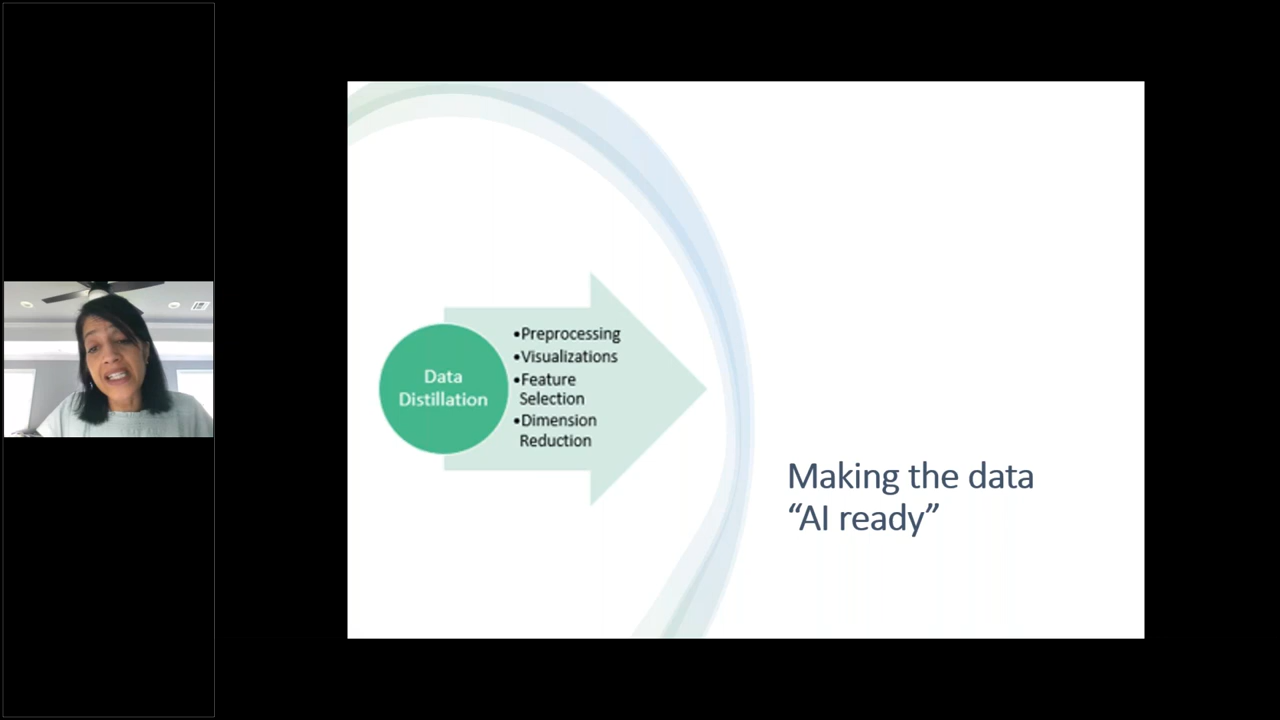 Data
Distillation
•Preprocessing
•Visualizations
•Feature
Selection
•Dimension
Reduction
Making the data
“AI ready”